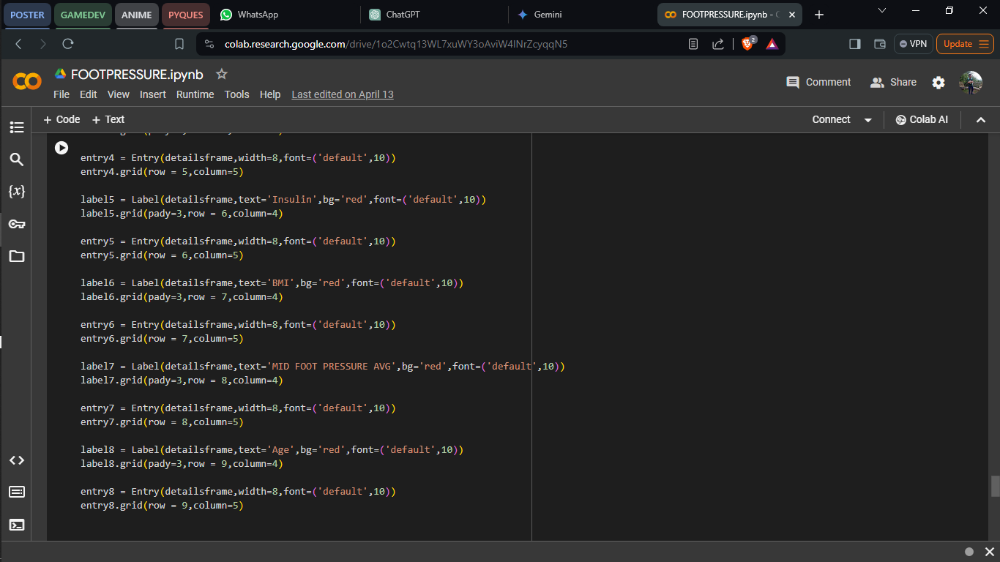 POSTER GAMEDEV ANIME PYQUES WhatsApp ChatGPT Gemini FOOTPRESSURE.ipynb -
colab.research.google.com/drive/1o2Cwtq13WL7xuWY3oAviW4INrZcyqqN5 2 VPN Update
FOOTPRESSURE.ipynb
Comment Share
File Edit View Insert Runtime Tools Help Last edited on April 13
+ Code + Text Connect Colab AI
entry4 = Entry(detailsframe,width=8,font=('default',10))
entry4.grid(row = 5,column=5)
label5 = Label(detailsframe,text='Insulin',bg='red',font=('default',10))
label5.grid(pady=3,row = 6,column=4)
entry5 = Entry(detailsframe,width=8,font=('default',10))
entry5.grid(row = 6,column=5)
label6 = Label(detailsframe,text='BMI',bg='red',font=('default',10))
label6.grid(pady=3,row = 7,column=4)
entry6 = Entry(detailsframe,width=8,font=('default',10))
entry6.grid(row = 7,column=5)
label7 = Label(detailsframe,text='MID FOOT PRESSURE AVG',bg='red',font=('default',10))
label7.grid(pady=3,row = 8,column=4)
entry7 = Entry(detailsframe,width=8,font=('default',10))
entry7.grid(row = 8,column=5)
label8 = Label(detailsframe,text='Age',bg='red',font=('default',10))
label8.grid(pady=3,row = 9,column=4)
entry8 = Entry(detailsframe,width=8,font=('default',10))
entry8.grid(row = 9,column=5)